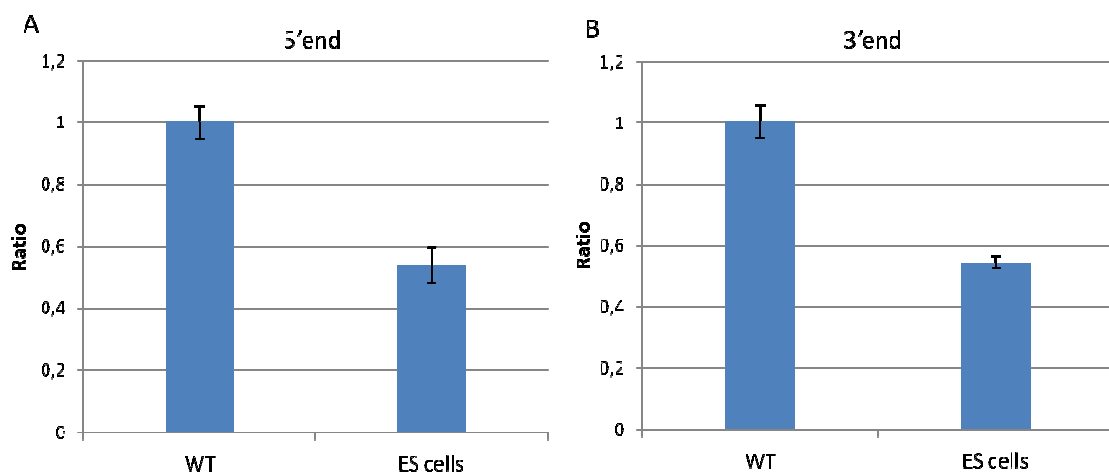 A
5'end
1,2
1
0,8
0,6
0,4
0,2
0
Ratio
WT
ES cells
B
3'end
1,2
1
0,8
0,6
0,4
0,2
0
Ratio
WT
ES cells